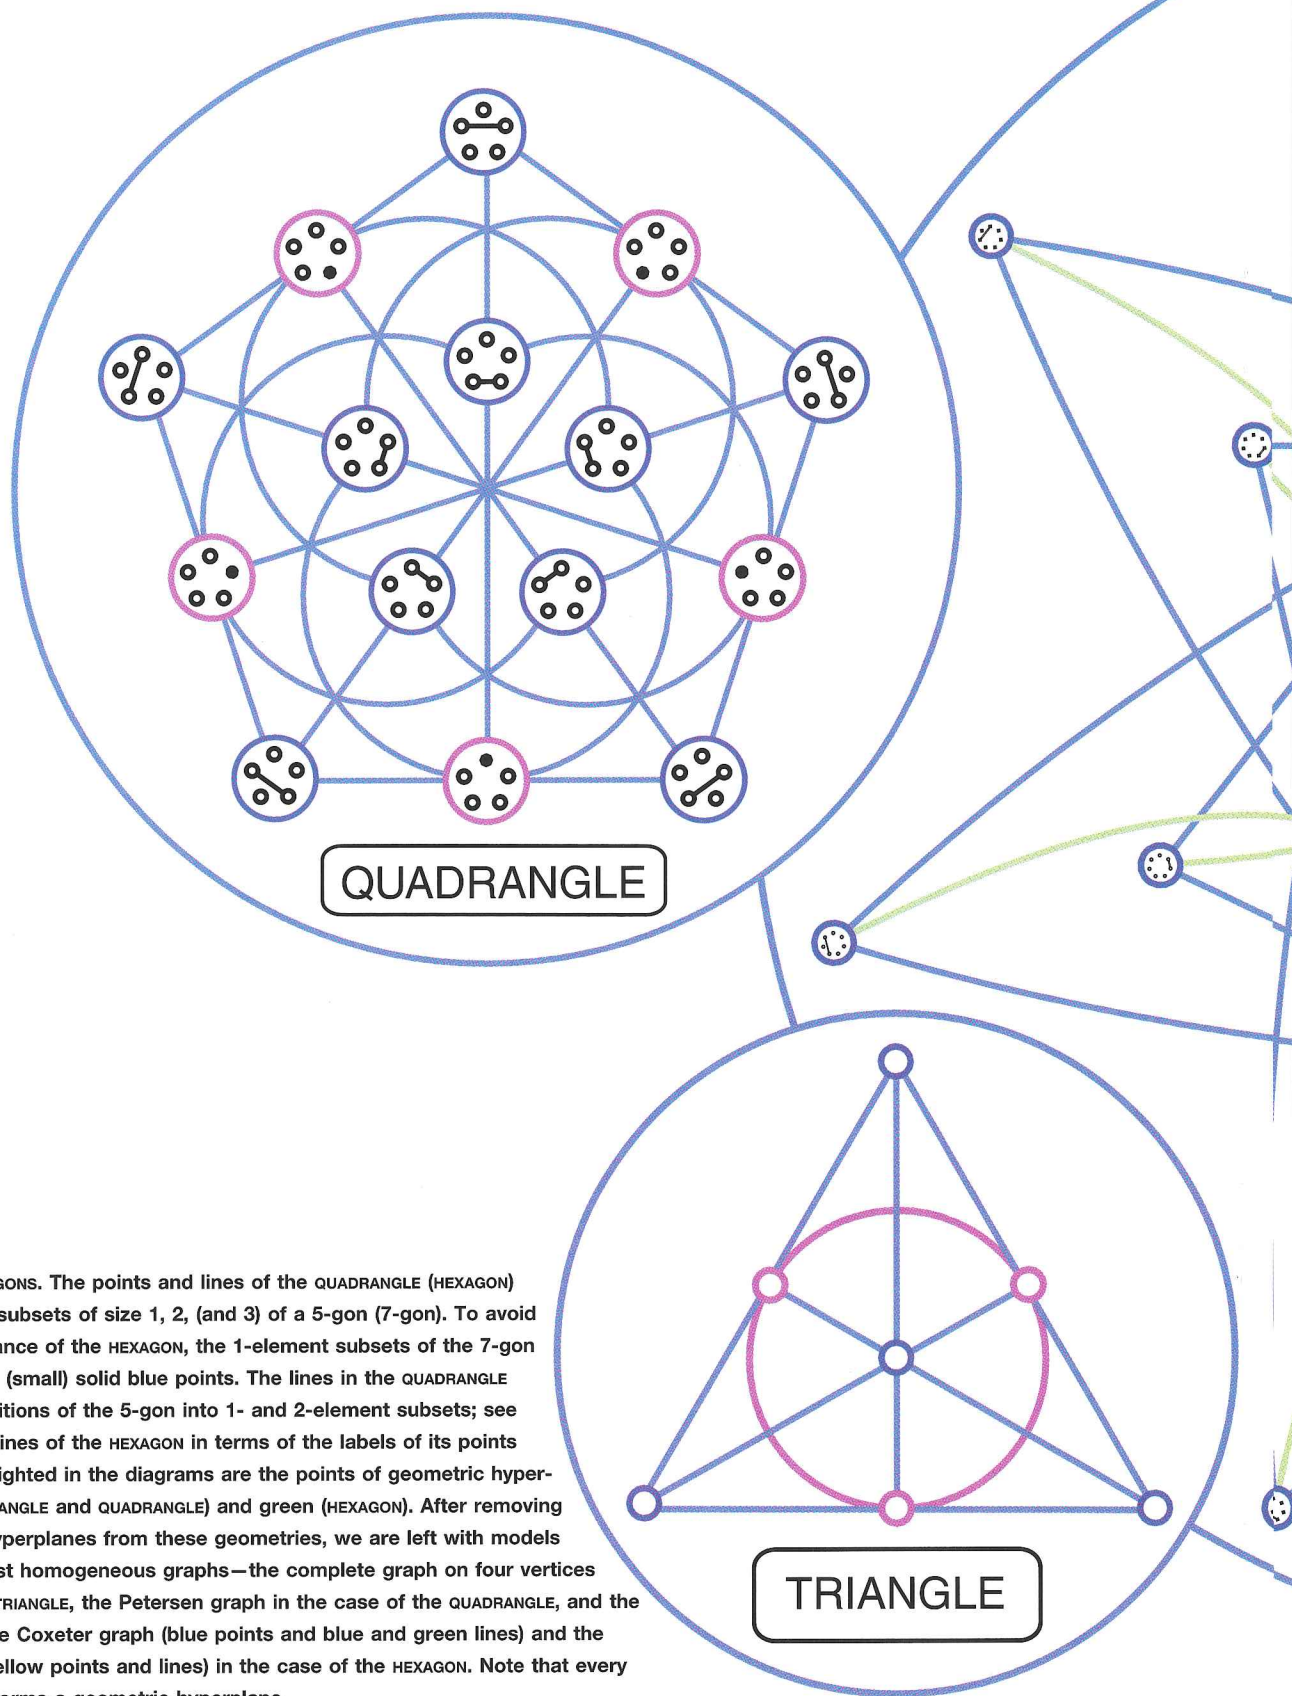 QUADRANGLE
GONS. The points and lines of the QUADRANGLE (HEXAGON)
subsets of size 1, 2, (and 3) of a 5-gon (7-gon). To avoid
ance of the HEXAGON, the 1-element subsets of the 7-gon
(small) solid blue points. The lines in the QUADRANGLE
itions of the 5-gon into 1- and 2-element subsets; see
ines of the HEXAGON in terms of the labels of its points
ighted in the diagrams are the points of geometric hyper-
ANGLE and QUADRANGLE) and green (HEXAGON). After removing
yperplanes from these geometries, we are left with models
st homogeneous graphs—the complete graph on four vertices
TRIANGLE, the Petersen graph in the case of the QUADRANGLE, and the
e Coxeter graph (blue points and blue and green lines) and the
ellow points and lines) in the case of the HEXAGON. Note that every
TRIANGLE